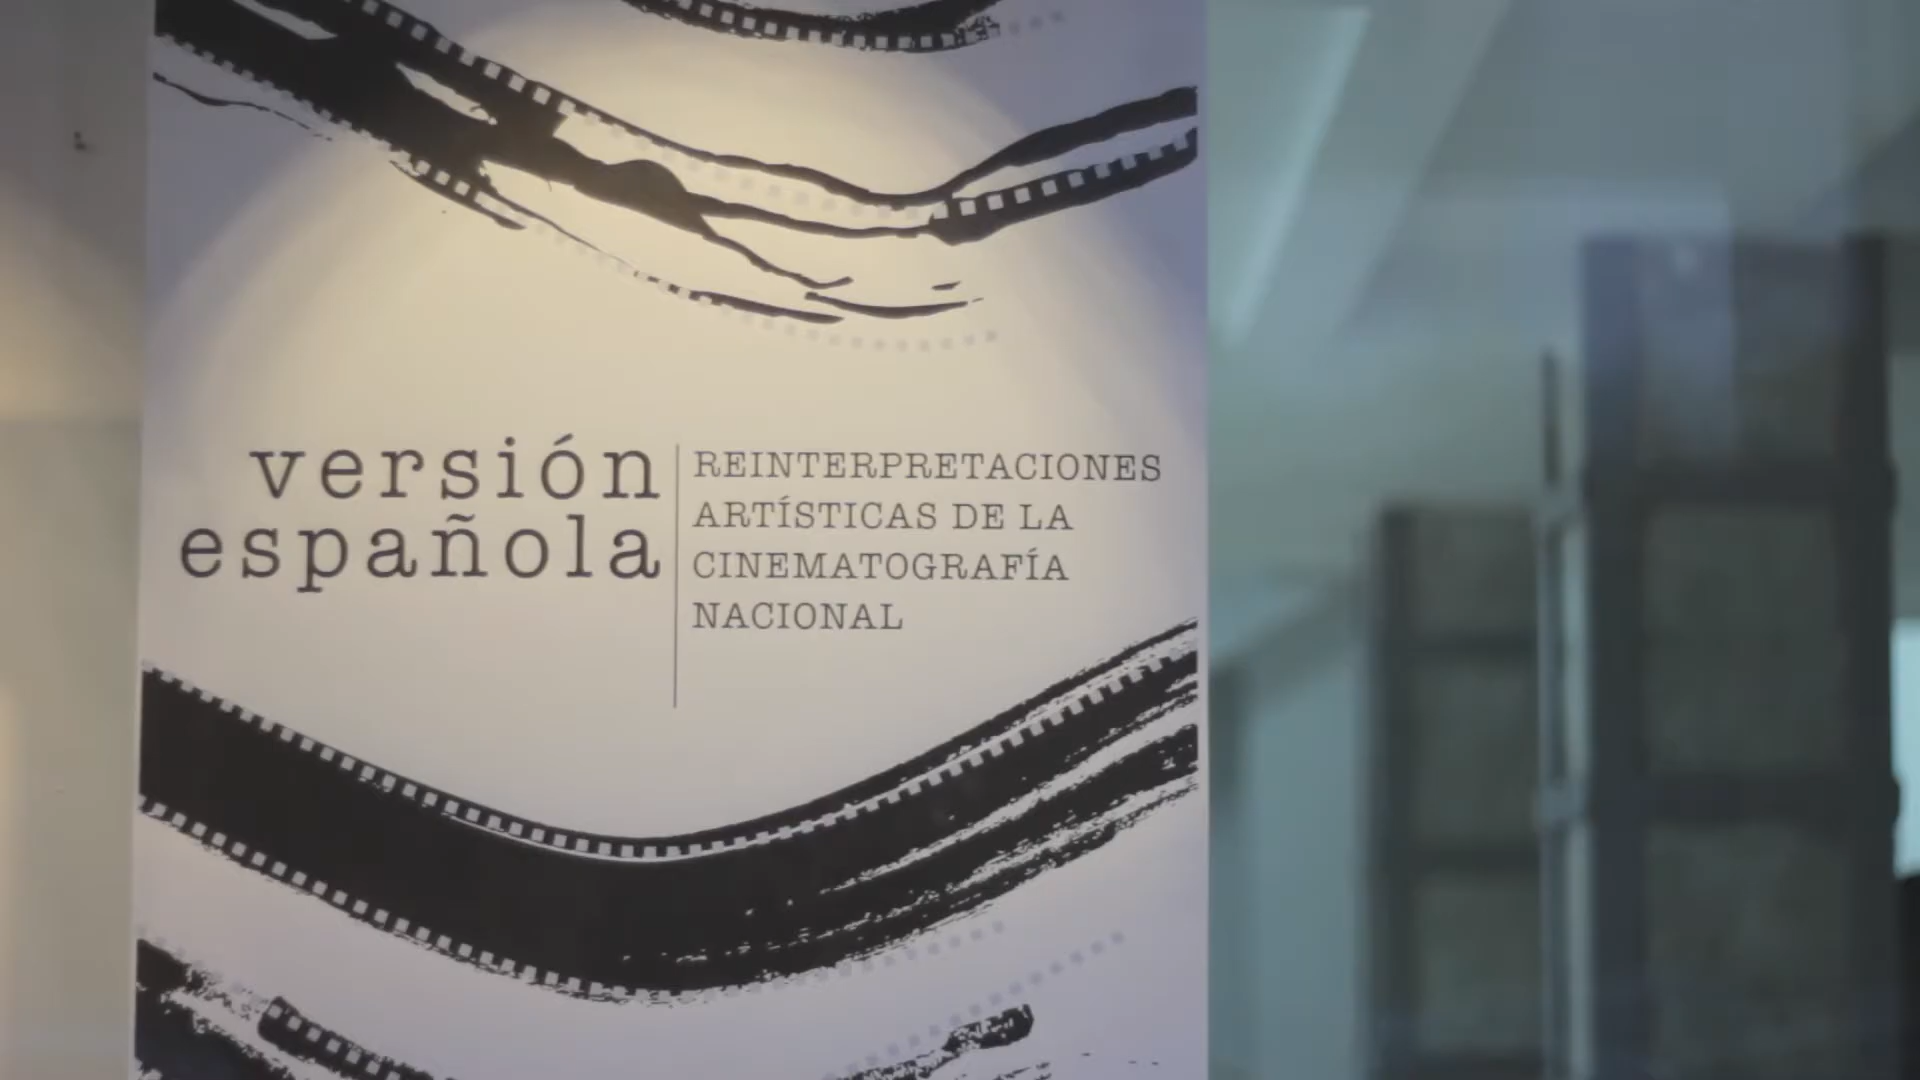 versión
española
REINTERPRETACIONES
ARTÍSTICAS DE LA
CINEMATOGRAFÍA
NACIONAL